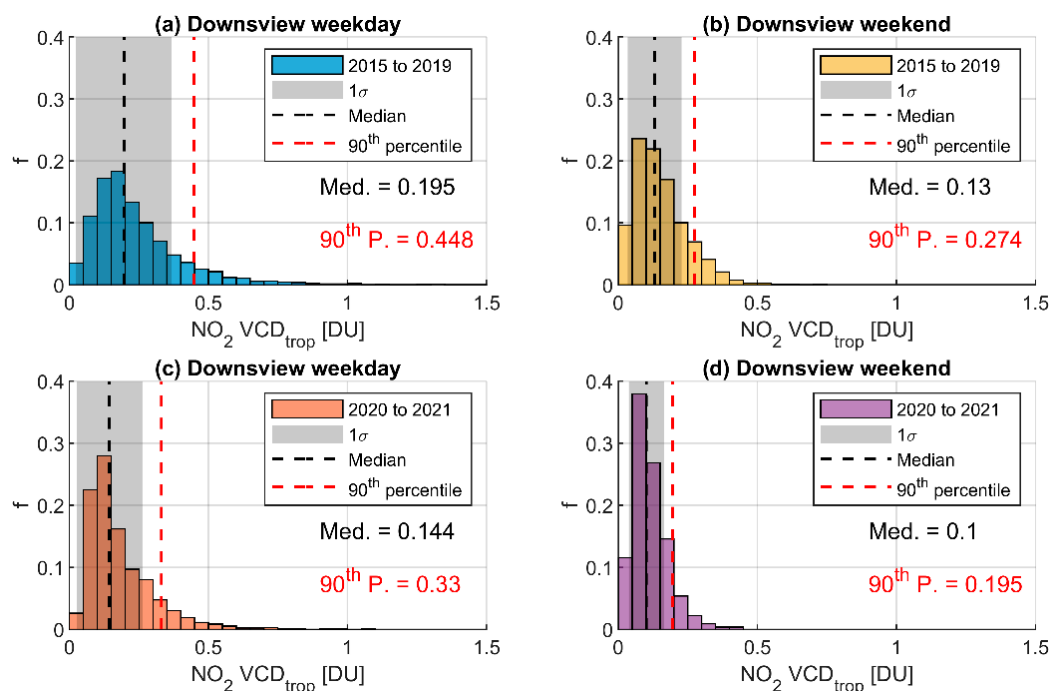 (a) Downsview weekday
0.4
0.3
0.2
0.1
0
f
2015 to 2019
1σ
Median
90th percentile
Med. = 0.195
90th P. = 0.448
0
0.5
1
1.5
NO2 VCDtrop [DU]
(b) Downsview weekend
0.4
0.3
0.2
0.1
0
f
2015 to 2019
1σ
Median
90th percentile
Med. = 0.13
90th P. = 0.274
0
0.5
1
1.5
NO2 VCDtrop [DU]
(c) Downsview weekday
0.4
0.3
0.2
0.1
0
f
2020 to 2021
1σ
Median
90th percentile
Med. = 0.144
90th P. = 0.33
0
0.5
1
1.5
NO2 VCDtrop [DU]
(d) Downsview weekend
0.4
0.3
0.2
0.1
0
f
2020 to 2021
1σ
Median
90th percentile
Med. = 0.1
90th P. = 0.195
0
0.5
1
1.5
NO2 VCDtrop [DU]